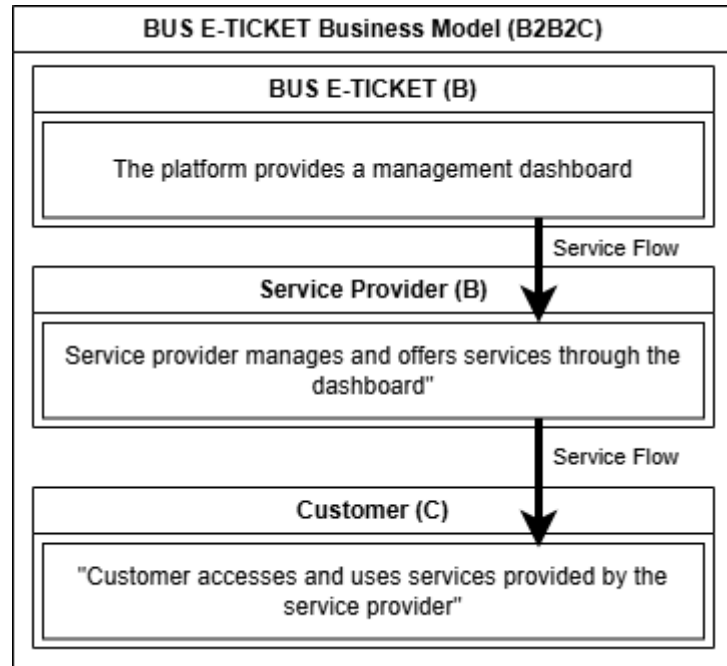 BUS E-TICKET Business Model (B2B2C)
BUS E-TICKET (B)
The platform provides a management dashboard
Service Flow
Service Provider (B)
Service provider manages and offers services through the
dashboard"
Service Flow
Customer (C)
"Customer accesses and uses services provided by the
service provider"